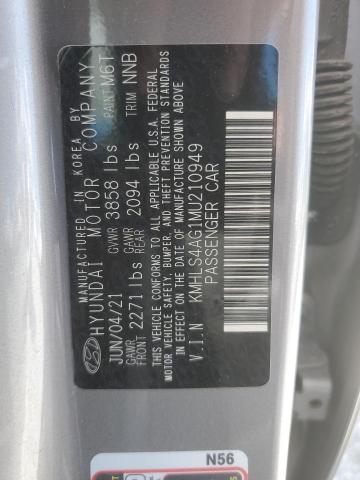 HYUNDAI MOTOR COMPANY
MFD. BY IN KOREA BY
JUN/04/21 GVWR 3858 lbs PAINT M6T
GAWR FRONT 2271 lbs GAWR REAR 2094 lbs TRIM NNB
THIS VEHICLE CONFORMS TO ALL APPLICABLE U.S.A. FEDERAL
MOTOR VEHICLE SAFETY, BUMPER, AND THEFT PREVENTION STANDARDS
IN EFFECT ON THE DATE OF MANUFACTURE SHOWN ABOVE
V.I.N KMHLS4AG1MU210949
PASSENGER CAR
N56